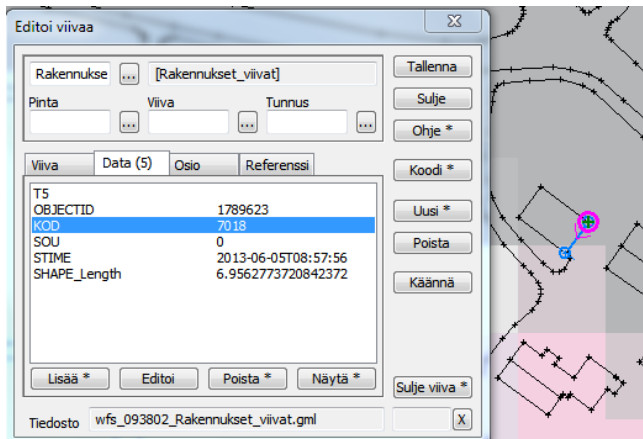 Editoi viivaa
Rakennukse ... [Rakennukset_viivat]
Pinta Viiva Tunnus
... ... ...
Viiva Data (5) Osio Referenssi
T5
OBJECTID 1789623
KOD 7018
SOU 0
STIME 2013-06-05T08:57:56
SHAPE_Length 6.9562773720842372
Lisää * Editoi Poista * Näytä *
Tiedosto wfs_093802_Rakennukset_viivat.gml X
Tallenna
Sulje
Ohje *
Koodi *
Uusi *
Poista
Käännä
Sulje viiva *